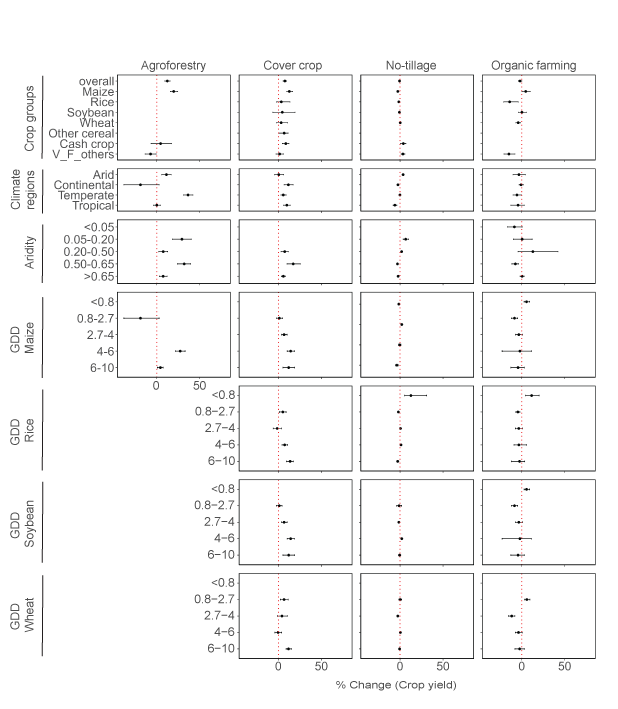 Agroforestry Cover crop No-tillage Organic farming
Crop groups
overall
Maize
Rice
Soybean
Wheat
Other cereal
Cash crop
V_F_others
Climate
regions
Arid
Continental
Temperate
Tropical
Aridity
<0.05
0.05-0.20
0.20-0.50
0.50-0.65
>0.65
GDD
Maize
<0.8
0.8-2.7
2.7-4
4-6
6-10
0 50
GDD
Rice
<0.8
0.8−2.7
2.7−4
4−6
6−10
GDD
Soybean
<0.8
0.8−2.7
2.7−4
4−6
6−10
GDD
Wheat
<0.8
0.8−2.7
2.7−4
4−6
6−10
0 50 0 50 0 50
% Change (Crop yield)